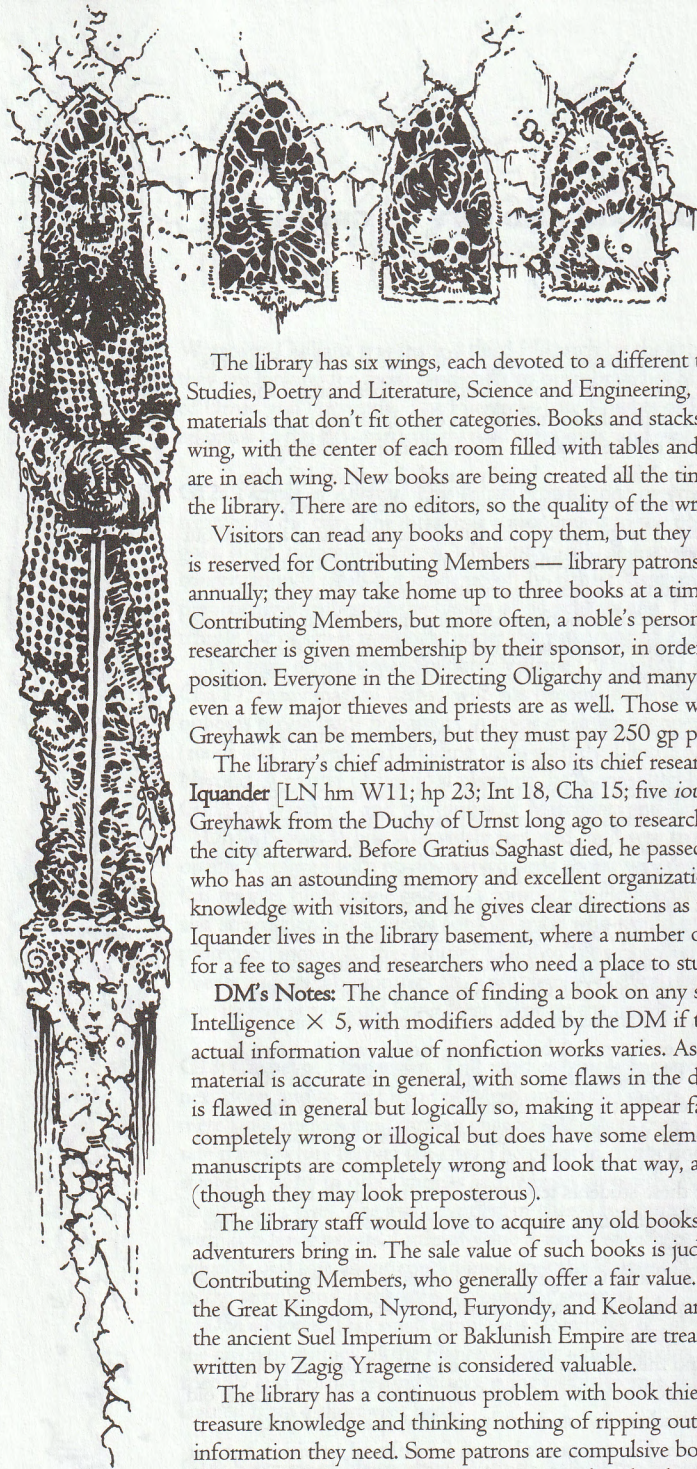 The library has six wings, each devoted to a different
Studies, Poetry and Literature, Science and Engineering,
materials that don't fit other categories. Books and stacks
wing, with the center of each room filled with tables and
are in each wing. New books are being created all the
the library. There are no editors, so the quality of the
Visitors can read any books and copy them, but they
is reserved for Contributing Members — library patrons
annually; they may take home up to three books at a
Contributing Members, but more often, a noble's
researcher is given membership by their sponsor, in
position. Everyone in the Directing Oligarchy and many
even a few major thieves and priests are as well. Those
Greyhawk can be members, but they must pay 250 gp
The library's chief administrator is also its chief
Iquander [LN hm W11; hp 23; Int 18, Cha 15; five
Greyhawk from the Duchy of Urnst long ago to research
the city afterward. Before Gratius Saghast died, he passed
who has an astounding memory and excellent
knowledge with visitors, and he gives clear directions as
Iquander lives in the library basement, where a number
for a fee to sages and researchers who need a place to
DM's Notes: The chance of finding a book on any
Intelligence × 5, with modifiers added by the DM if
actual information value of nonfiction works varies. As
material is accurate in general, with some flaws in the
is flawed in general but logically so, making it appear
completely wrong or illogical but does have some
manuscripts are completely wrong and look that way,
(though they may look preposterous).
The library staff would love to acquire any old books
adventurers bring in. The sale value of such books is
Contributing Members, who generally offer a fair value.
the Great Kingdom, Nyrond, Furyondy, and Keoland
the ancient Suel Imperium or Baklunish Empire are
written by Zagig Yragerne is considered valuable.
The library has a continuous problem with book
treasure knowledge and thinking nothing of ripping out
information they need. Some patrons are compulsive